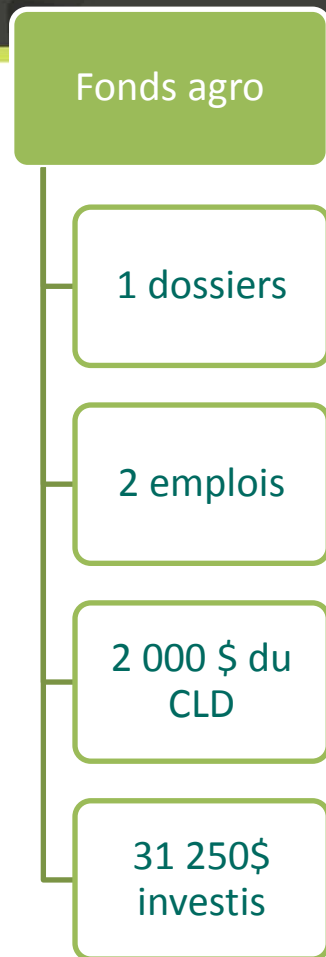 Fonds agro
1 dossiers
2 emplois
2 000 $ du
CLD
31 250$
investis